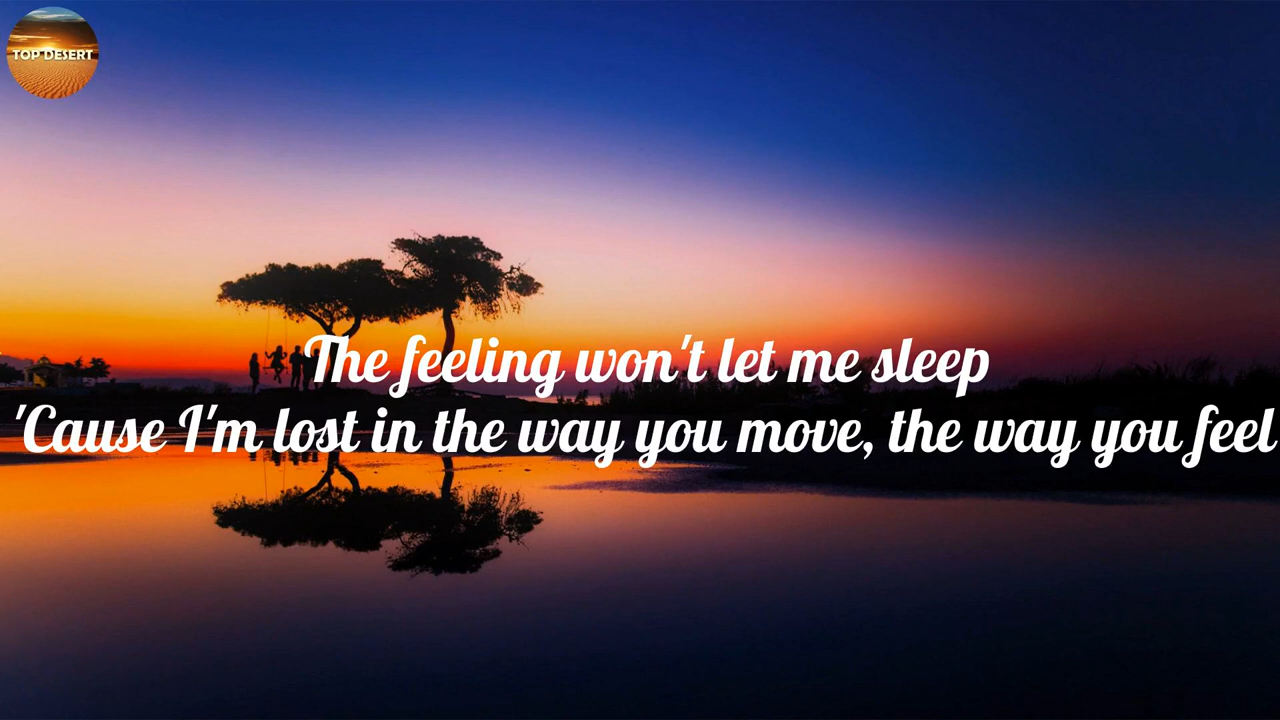 TOP DESERT
The feeling won't let me sleep
'Cause I'm lost in the way you move, the way you feel